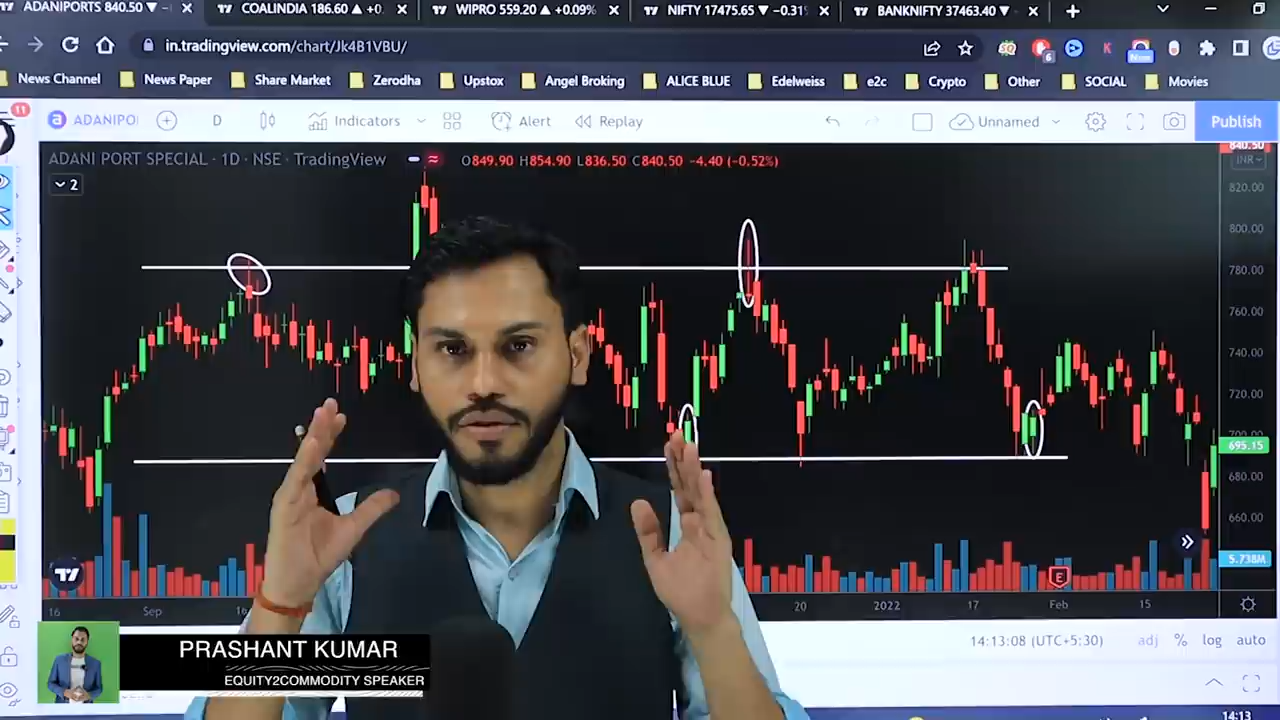 ADANIPORTS 840.50 ▼ −
COALINDIA 186.60 ▲ +0.
WIPRO 559.20 ▲ +0.09%
NIFTY 17475.65 ▼ −0.31%
BANKNIFTY 37463.40 ▼
in.tradingview.com/chart/Jk4B1VBU/
6
New
News Channel
News Paper
Share Market
Zerodha
Upstox
Angel Broking
ALICE BLUE
Edelweiss
e2c
Crypto
Other
SOCIAL
Movies
11
a ADANIPO
D
Indicators
Alert
Replay
Unnamed
Publish
ADANI PORT SPECIAL · 1D · NSE · TradingView
O849.90 H854.90 L836.50 C840.50 −4.40 (−0.52%)
840.50
INR
2
820.00
800.00
780.00
760.00
740.00
720.00
700.00
695.15
680.00
660.00
5.738M
E
16
Sep
16
20
2022
17
Feb
15
14:13:08 (UTC+5:30)
adj
%
log
auto
PRASHANT KUMAR
EQUITY2COMMODITY SPEAKER
14:13